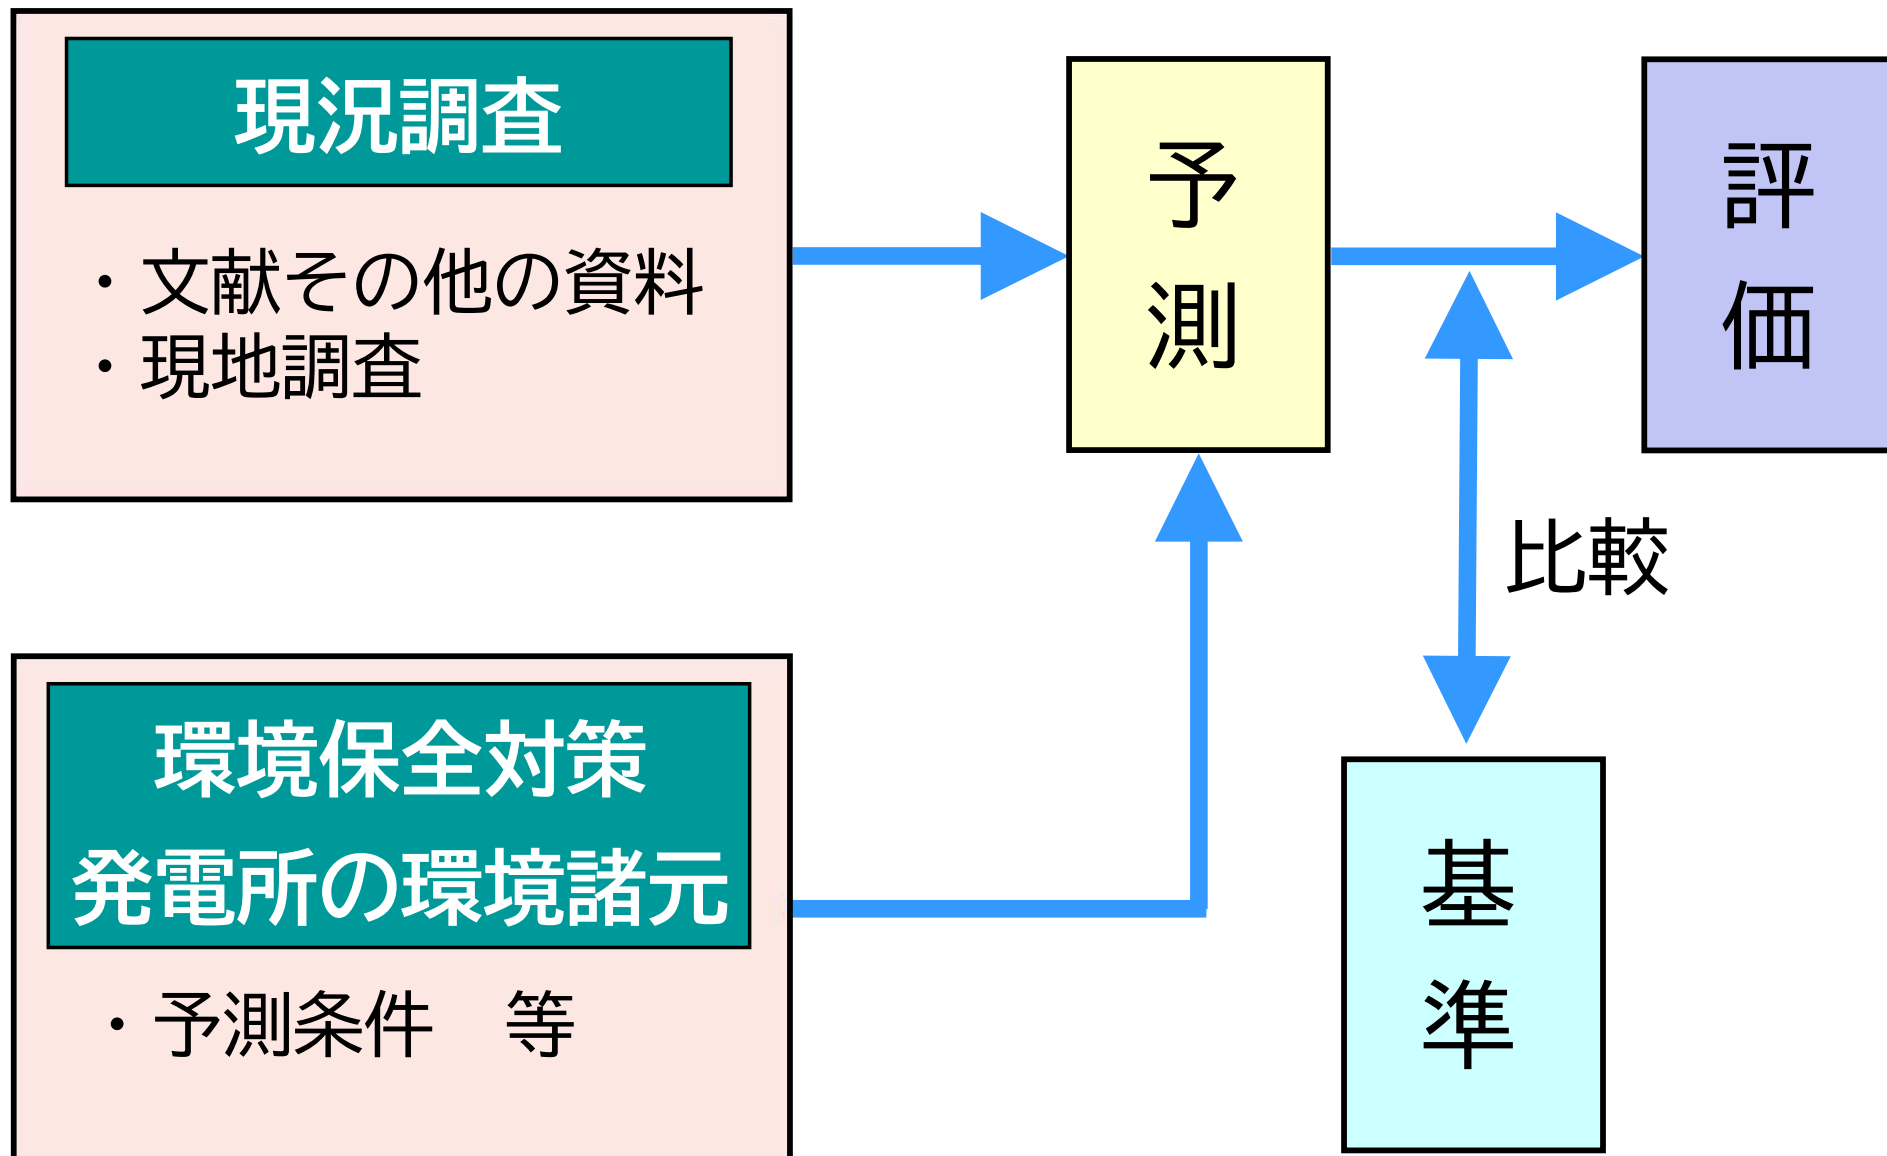 現況調査
・文献その他の資料
・現地調査
予
測
評
価
比較
環境保全対策
発電所の環境諸元
・予測条件　等
基
準